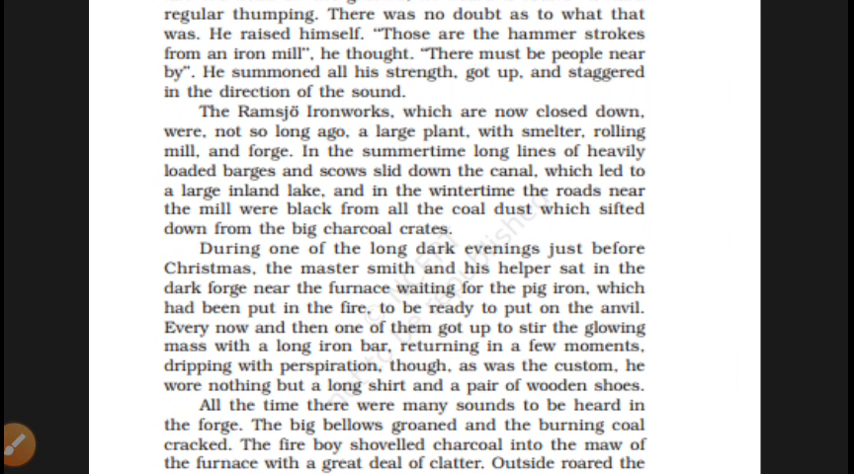 regular thumping. There was no doubt as to what that
was. He raised himself. "Those are the hammer strokes
from an iron mill", he thought. "There must be people near
by". He summoned all his strength, got up, and staggered
in the direction of the sound.
The Ramsjö Ironworks, which are now closed down,
were, not so long ago, a large plant, with smelter, rolling
mill, and forge. In the summertime long lines of heavily
loaded barges and scows slid down the canal, which led to
a large inland lake, and in the wintertime the roads near
the mill were black from all the coal dust which sifted
down from the big charcoal crates.
During one of the long dark evenings just before
Christmas, the master smith and his helper sat in the
dark forge near the furnace waiting for the pig iron, which
had been put in the fire, to be ready to put on the anvil.
Every now and then one of them got up to stir the glowing
mass with a long iron bar, returning in a few moments,
dripping with perspiration, though, as was the custom, he
wore nothing but a long shirt and a pair of wooden shoes.
All the time there were many sounds to be heard in
the forge. The big bellows groaned and the burning coal
cracked. The fire boy shovelled charcoal into the maw of
the furnace with a great deal of clatter. Outside roared the
not to be republished